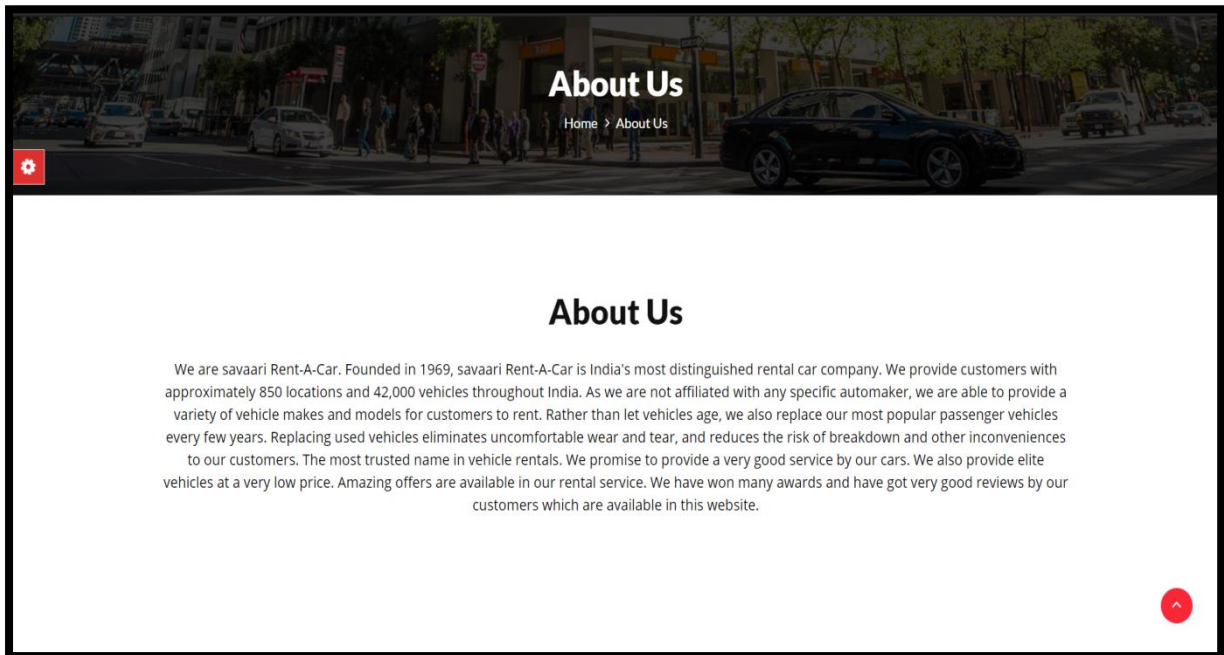 About Us
Home > About Us
About Us
We are savaari Rent-A-Car. Founded in 1969, savaari Rent-A-Car is India's most distinguished rental car company. We provide customers with
approximately 850 locations and 42,000 vehicles throughout India. As we are not affiliated with any specific automaker, we are able to provide a
variety of vehicle makes and models for customers to rent. Rather than let vehicles age, we also replace our most popular passenger vehicles
every few years. Replacing used vehicles eliminates uncomfortable wear and tear, and reduces the risk of breakdown and other inconveniences
to our customers. The most trusted name in vehicle rentals. We promise to provide a very good service by our cars. We also provide elite
vehicles at a very low price. Amazing offers are available in our rental service. We have won many awards and have got very good reviews by our
customers which are available in this website.